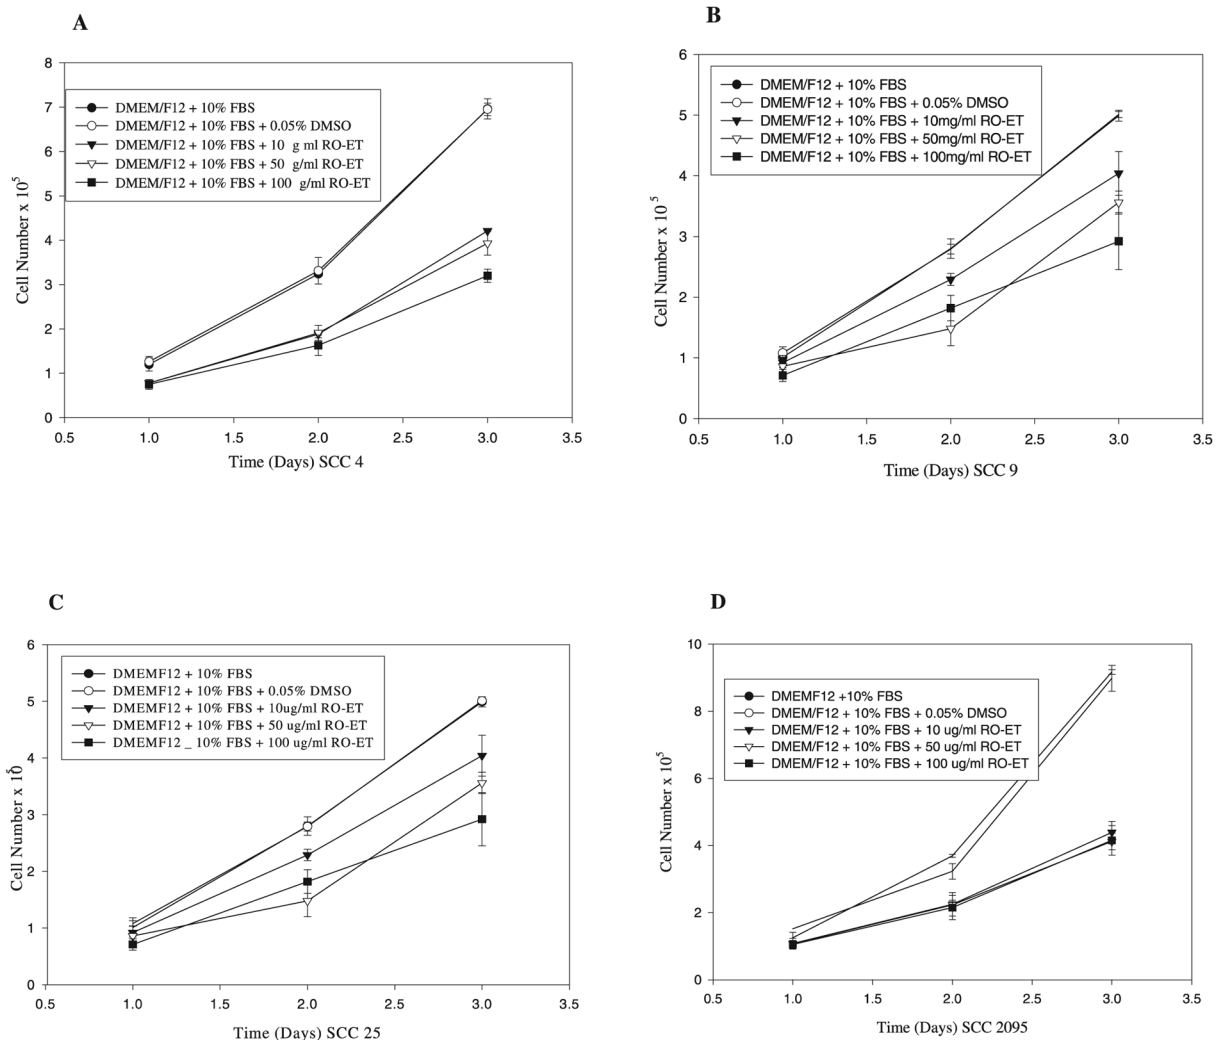 A
8
7
6
5
4
3
2
1
0
Cell Number x 10⁵
DMEM/F12 + 10% FBS
DMEM/F12 + 10% FBS + 0.05% DMSO
DMEM/F12 + 10% FBS + 10 g ml RO-ET
DMEM/F12 + 10% FBS + 50 g/ml RO-ET
DMEM/F12 + 10% FBS + 100 g/ml RO-ET
0.5 1.0 1.5 2.0 2.5 3.0 3.5
Time (Days) SCC 4
B
6
5
4
3
2
1
0
Cell Number x 10⁵
DMEM/F12 + 10% FBS
DMEM/F12 + 10% FBS + 0.05% DMSO
DMEM/F12 + 10% FBS + 10mg/ml RO-ET
DMEM/F12 + 10% FBS + 50mg/ml RO-ET
DMEM/F12 + 10% FBS + 100mg/ml RO-ET
0.5 1.0 1.5 2.0 2.5 3.0 3.5
Time (Days) SCC 9
C
6
5
4
3
2
1
0
Cell Number x 10⁵
DMEMF12 + 10% FBS
DMEMF12 + 10% FBS + 0.05% DMSO
DMEMF12 + 10% FBS + 10ug/ml RO-ET
DMEMF12 + 10% FBS + 50 ug/ml RO-ET
DMEMF12 _ 10% FBS + 100 ug/ml RO-ET
0.5 1.0 1.5 2.0 2.5 3.0 3.5
Time (Days) SCC 25
D
10
8
6
4
2
0
Cell Number x 10⁵
DMEMF12 +10% FBS
DMEM/F12 + 10% FBS + 0.05% DMSO
DMEM/F12 + 10% FBS + 10 ug/ml RO-ET
DMEM/F12 + 10% FBS + 50 ug/ml RO-ET
DMEM/F12 + 10% FBS + 100 ug/ml RO-ET
0.5 1.0 1.5 2.0 2.5 3.0 3.5
Time (Days) SCC 2095